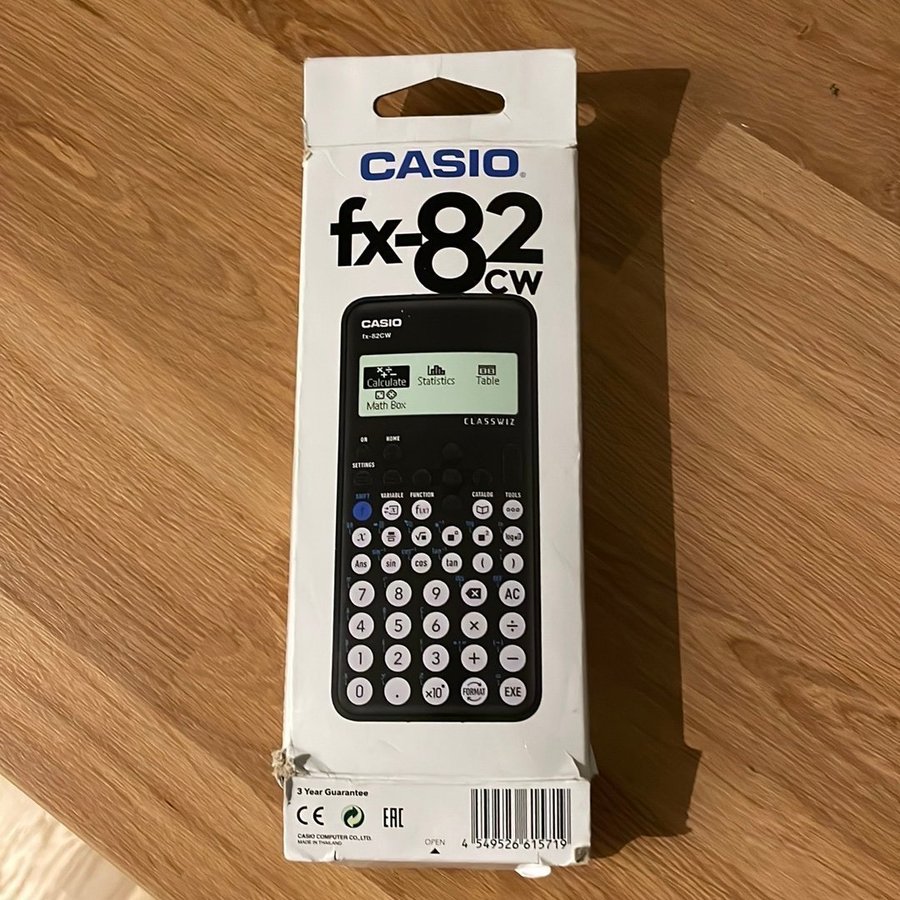 CASIO
fx-82
CW
CASIO
fx-82CW
Calculate Statistics Table
Math Box
CLASSWIZ
ON HOME
SETTINGS
SHIFT VARIABLE FUNCTION CATALOG TOOLS
f(x)
x
Ans sin cos tan ( )
7 8 9 AC
4 5 6 × ÷
1 2 3 + −
0 . ×10 FORMAT EXE
3 Year Guarantee
CE EAC
CASIO COMPUTER CO., LTD.
MADE IN THAILAND
OPEN
4 549526 615719